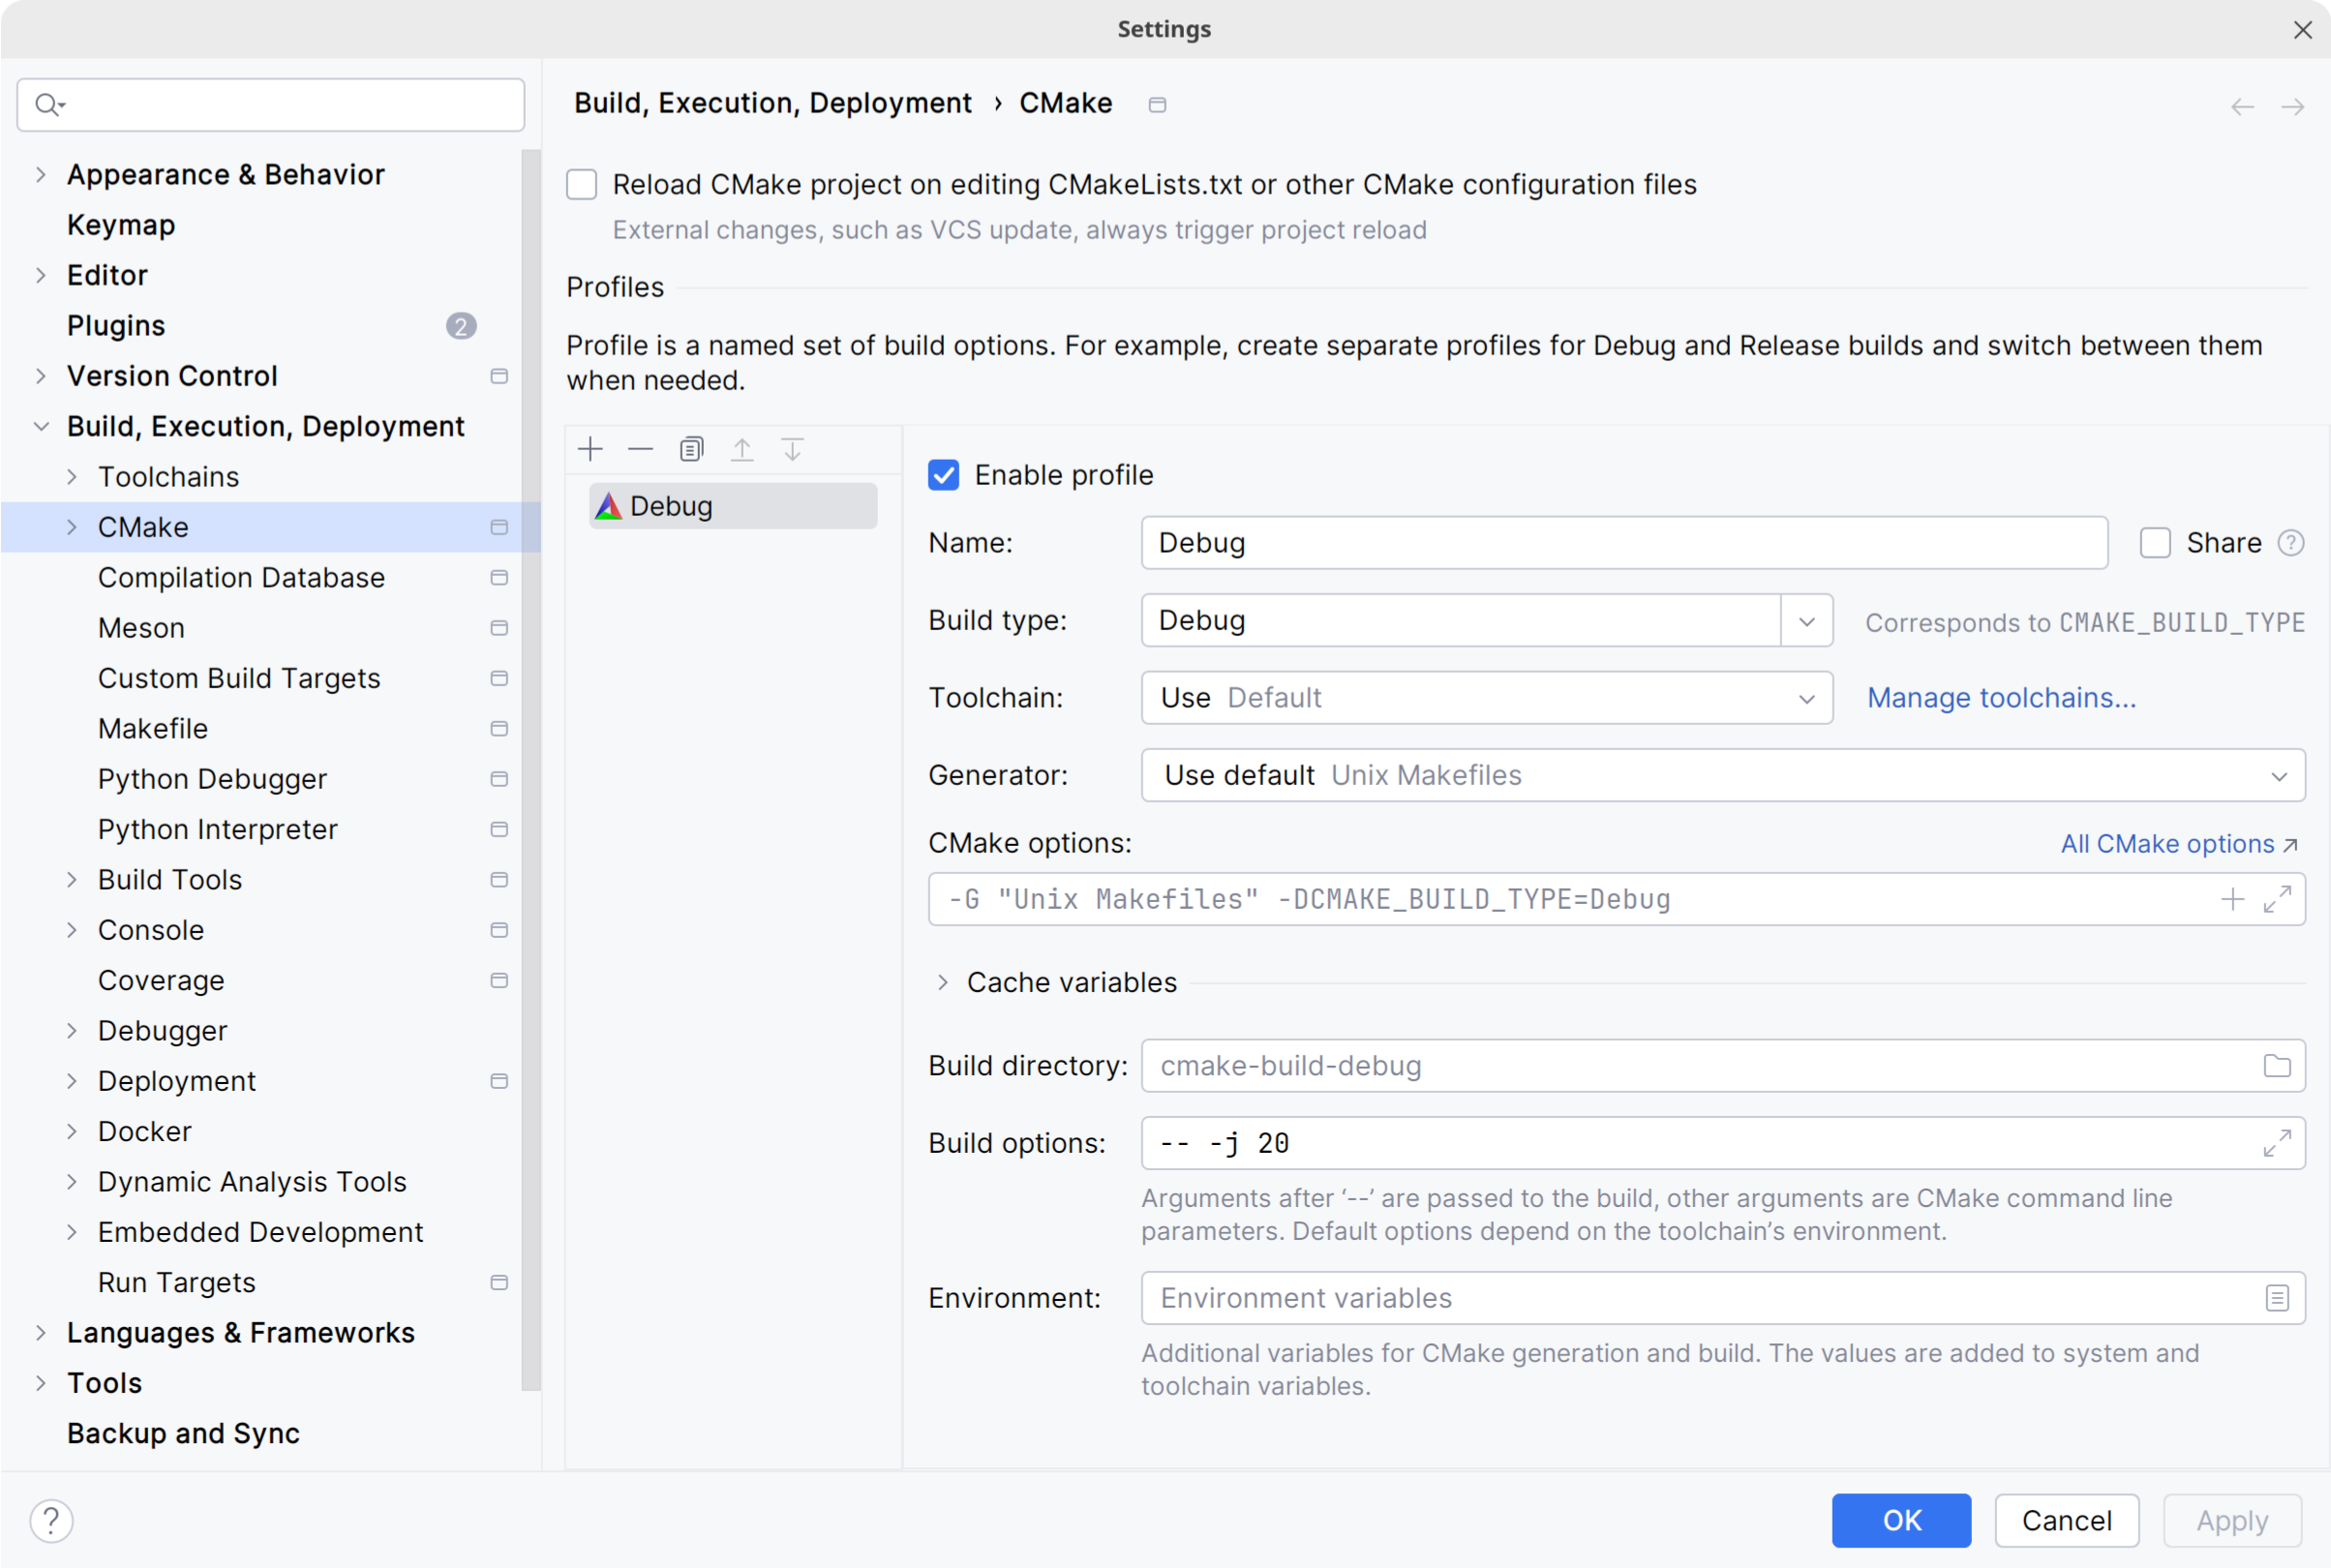 Settings
Build, Execution, Deployment › CMake
Appearance & Behavior
Keymap
Editor
Plugins 2
Version Control
Build, Execution, Deployment
Toolchains
CMake
Compilation Database
Meson
Custom Build Targets
Makefile
Python Debugger
Python Interpreter
Build Tools
Console
Coverage
Debugger
Deployment
Docker
Dynamic Analysis Tools
Embedded Development
Run Targets
Languages & Frameworks
Tools
Backup and Sync
Reload CMake project on editing CMakeLists.txt or other CMake configuration files
External changes, such as VCS update, always trigger project reload
Profiles
Profile is a named set of build options. For example, create separate profiles for Debug and Release builds and switch between them
when needed.
Debug
Enable profile
Name: Debug Share ?
Build type: Debug Corresponds to CMAKE_BUILD_TYPE
Toolchain: Use Default Manage toolchains...
Generator: Use default Unix Makefiles
CMake options: All CMake options ↗
-G "Unix Makefiles" -DCMAKE_BUILD_TYPE=Debug
Cache variables
Build directory: cmake-build-debug
Build options: -- -j 20
Arguments after ‘--’ are passed to the build, other arguments are CMake command line
parameters. Default options depend on the toolchain’s environment.
Environment: Environment variables
Additional variables for CMake generation and build. The values are added to system and
toolchain variables.
? OK Cancel Apply